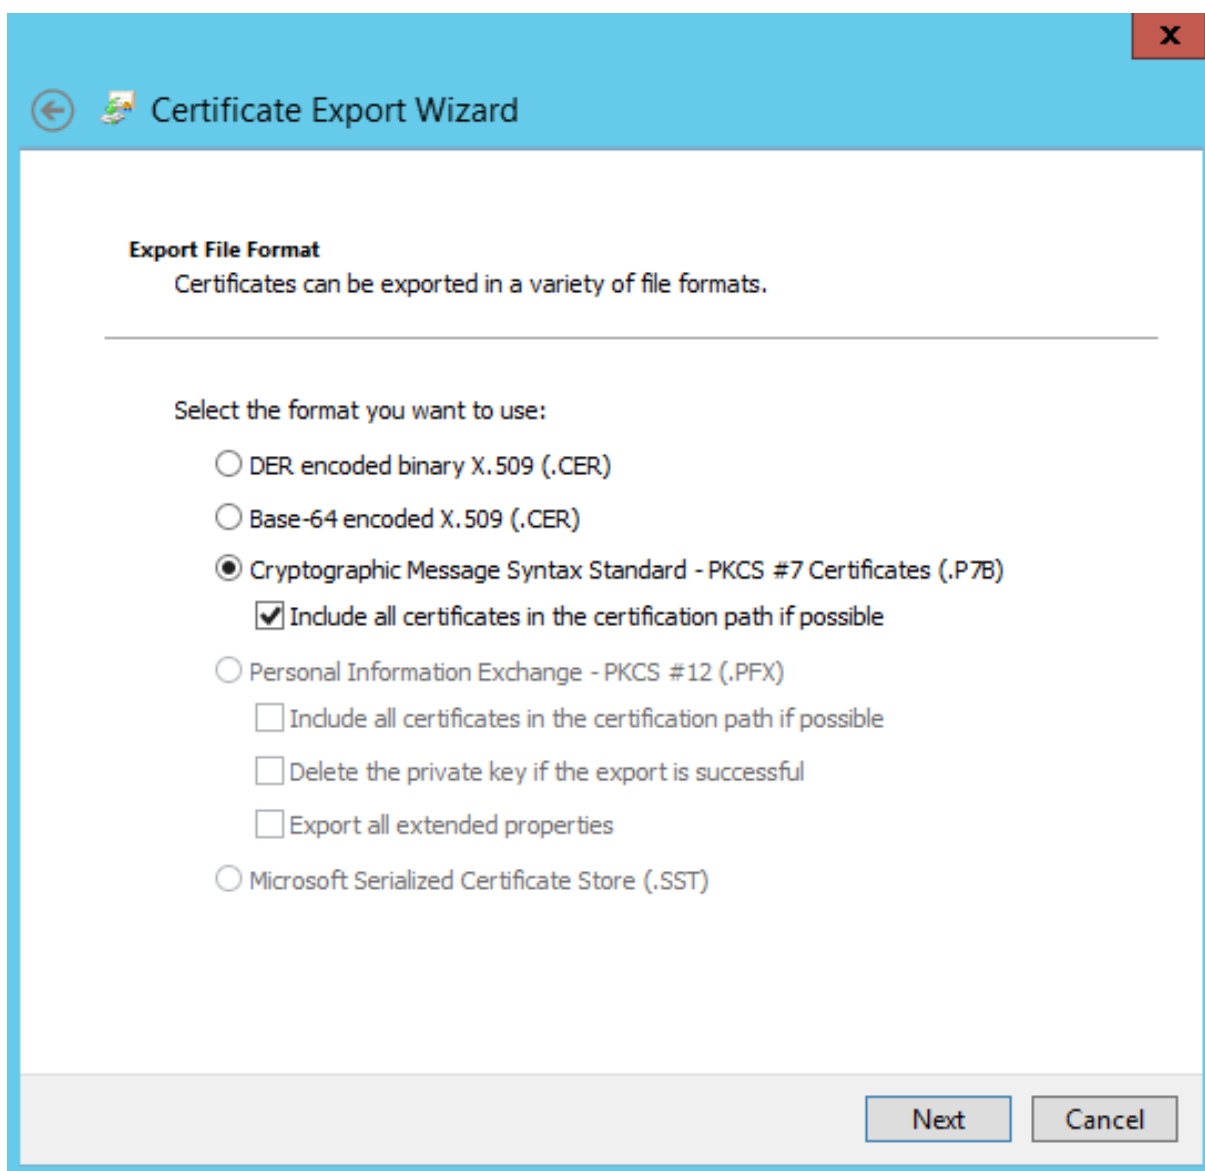 x
Certificate Export Wizard
Export File Format
Certificates can be exported in a variety of file formats.
Select the format you want to use:
DER encoded binary X.509 (.CER)
Base-64 encoded X.509 (.CER)
Cryptographic Message Syntax Standard - PKCS #7 Certificates (.P7B)
Include all certificates in the certification path if possible
Personal Information Exchange - PKCS #12 (.PFX)
Include all certificates in the certification path if possible
Delete the private key if the export is successful
Export all extended properties
Microsoft Serialized Certificate Store (.SST)
Next Cancel